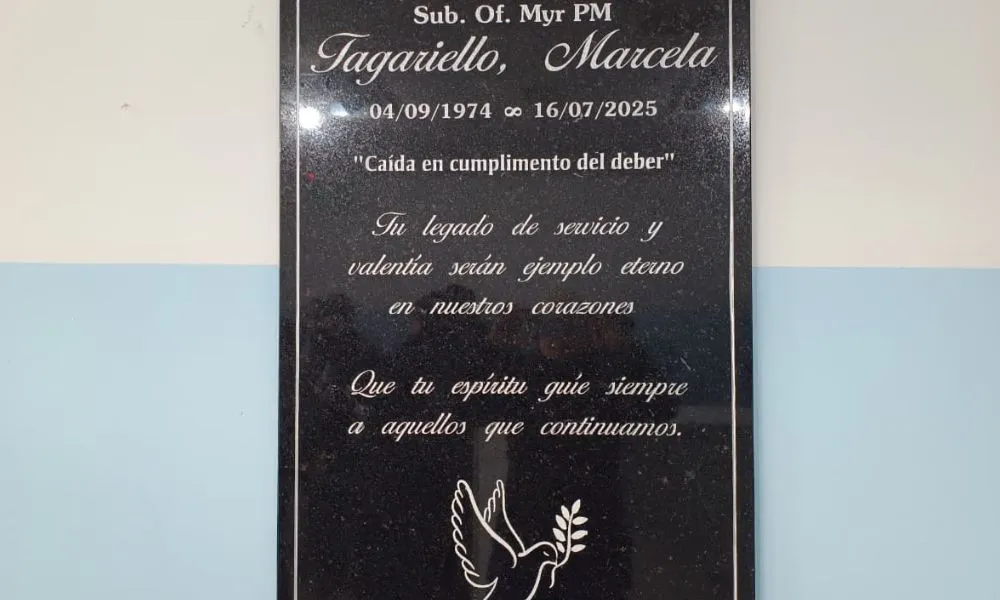 Sub. Of. Myr PM
Tagariello, Marcela
04/09/1974 ∞ 16/07/2025
"Caída en cumplimento del deber"
Tu legado de servicio y
valentía serán ejemplo eterno
en nuestros corazones
Que tu espíritu guíe siempre
a aquellos que continuamos.